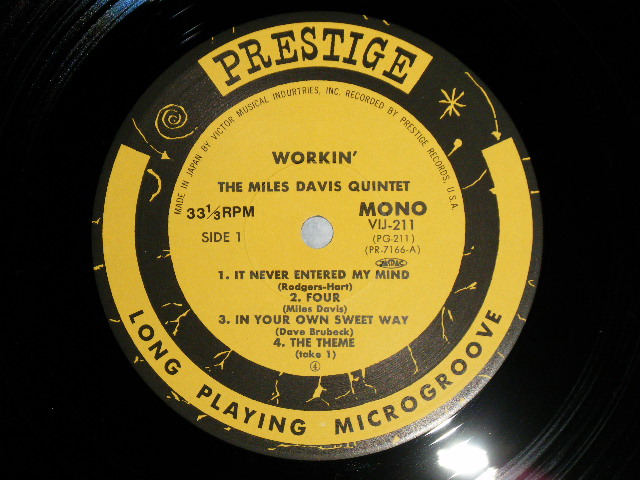 PRESTIGE
MADE IN JAPAN BY VICTOR MUSICAL INDURTRIES, INC. RECORDED BY PRESTIGE RECORDS, U.S.A.
WORKIN'
THE MILES DAVIS QUINTET
33⅓RPM
MONO
VIJ-211
SIDE 1
(PG-211)
(PR-7166-A)
1. IT NEVER ENTERED MY MIND
(Rodgers-Hart)
2. FOUR
(Miles Davis)
3. IN YOUR OWN SWEET WAY
(Dave Brubeck)
4. THE THEME
(take 1)
④
LONG PLAYING MICROGROOVE